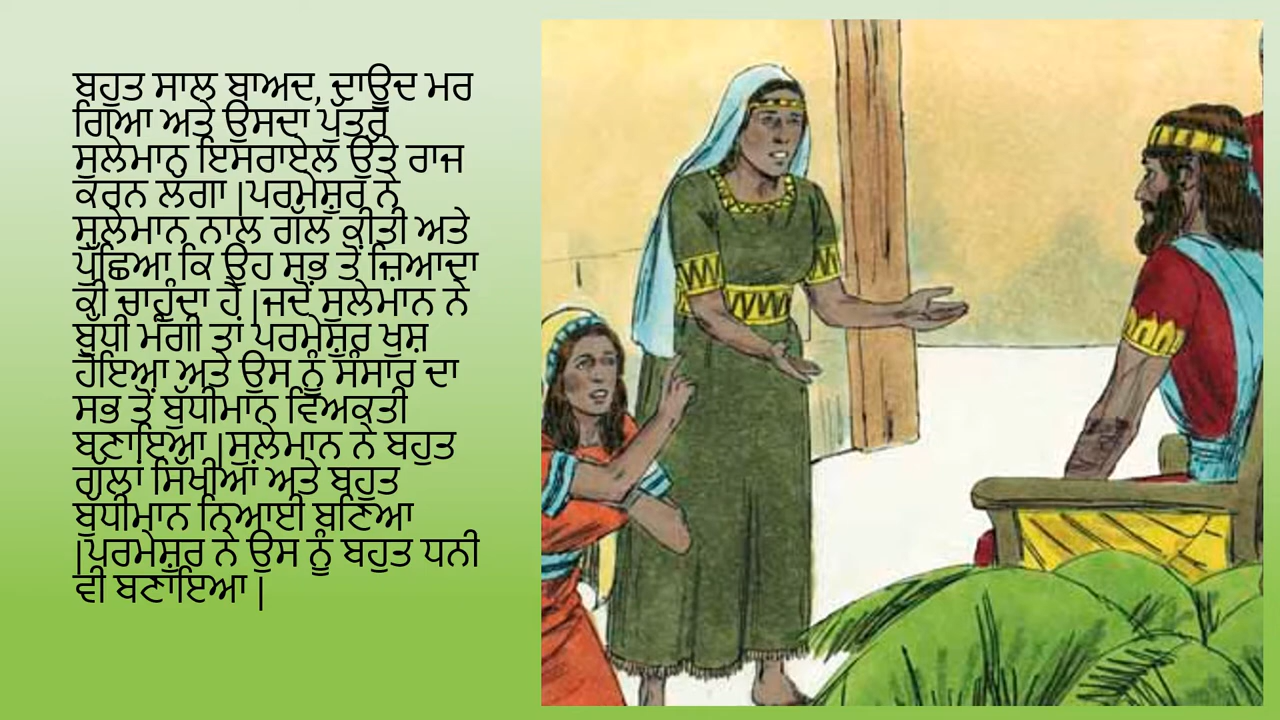 ਬਹੁਤ ਸਾਲ ਬਾਅਦ, ਦਾਊਦ ਮਰ
ਗਿਆ ਅਤੇ ਉਸਦਾ ਪੁੱਤਰ
ਸੁਲੇਮਾਨ ਇਸਰਾਏਲ ਉੱਤੇ ਰਾਜ
ਕਰਨ ਲੱਗਾ |ਪਰਮੇਸ਼ੁਰ ਨੇ
ਸੁਲੇਮਾਨ ਨਾਲ ਗੱਲ ਕੀਤੀ ਅਤੇ
ਪੁੱਛਿਆ ਕਿ ਉਹ ਸਭ ਤੋਂ ਜ਼ਿਆਦਾ
ਕੀ ਚਾਹੁੰਦਾ ਹੈ |ਜਦੋਂ ਸੁਲੇਮਾਨ ਨੇ
ਬੁੱਧੀ ਮੰਗੀ ਤਾਂ ਪਰਮੇਸ਼ੁਰ ਖੁਸ਼
ਹੋਇਆ ਅਤੇ ਉਸ ਨੂੰ ਸੰਸਾਰ ਦਾ
ਸਭ ਤੋਂ ਬੁੱਧੀਮਾਨ ਵਿਅਕਤੀ
ਬਣਾਇਆ |ਸੁਲੇਮਾਨ ਨੇ ਬਹੁਤ
ਗੱਲਾਂ ਸਿੱਖੀਆਂ ਅਤੇ ਬਹੁਤ
ਬੁੱਧੀਮਾਨ ਨਿਆਈ ਬਣਿਆ
|ਪਰਮੇਸ਼ੁਰ ਨੇ ਉਸ ਨੂੰ ਬਹੁਤ ਧਨੀ
ਵੀ ਬਣਾਇਆ |